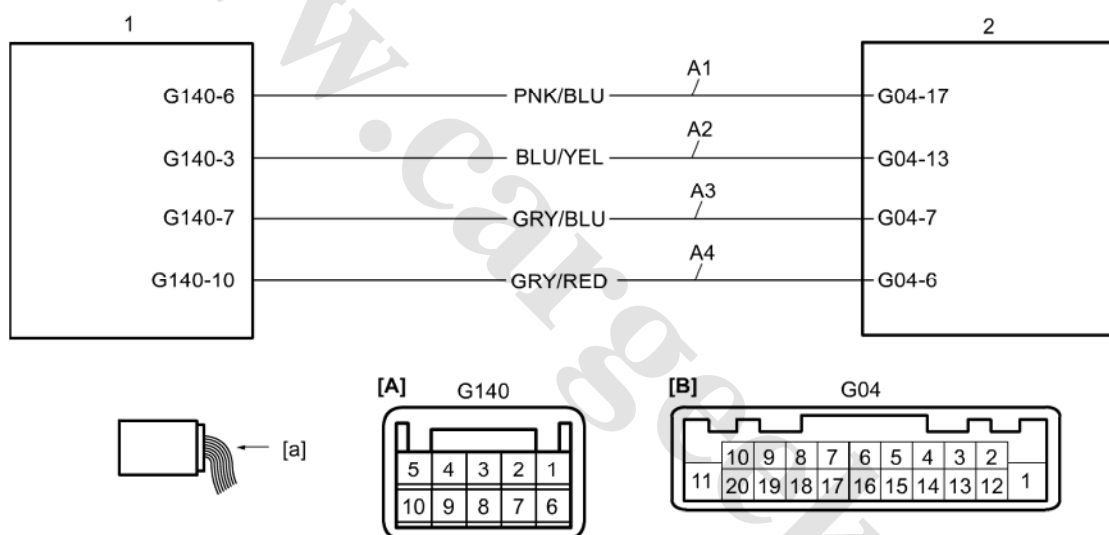 1 2
G140-6 PNK/BLU A1 G04-17
G140-3 BLU/YEL A2 G04-13
G140-7 GRY/BLU A3 G04-7
G140-10 GRY/RED A4 G04-6
[a]
[A] G140
5 4 3 2 1
10 9 8 7 6
[B] G04
10 9 8 7 6 5 4 3 2
11 20 19 18 17 16 15 14 13 12 1
w.cargeek